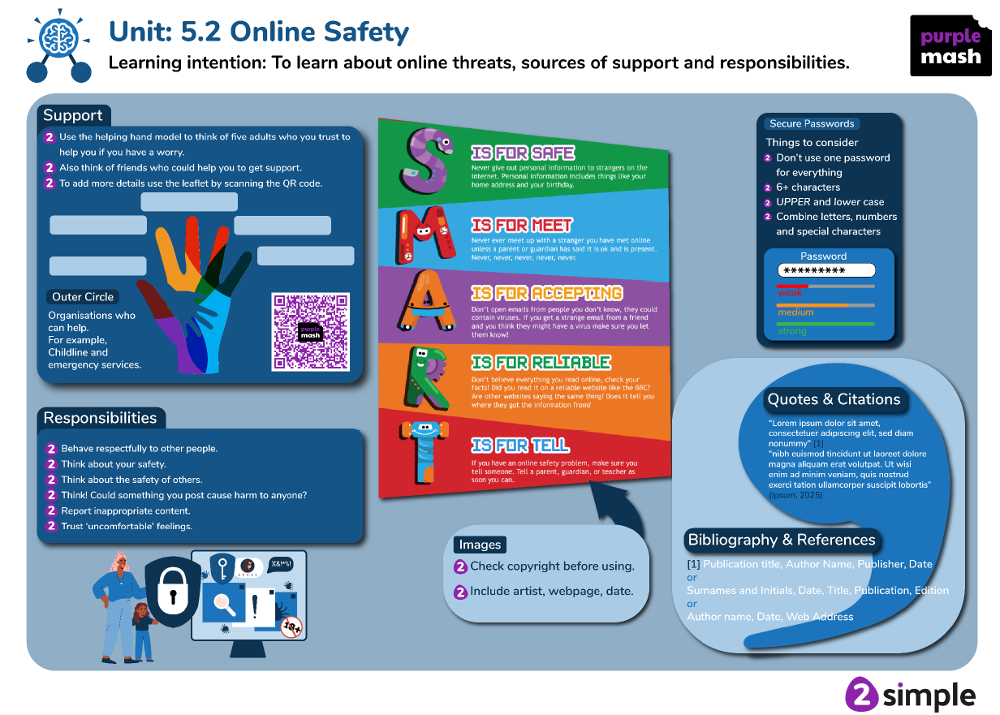 Unit: 5.2 Online Safety
Learning intention: To learn about online threats, sources of support and responsibilities.
purple
mash
Support
2 Use the helping hand model to think of five adults who you trust to
help you if you have a worry.
2 Also think of friends who could help you to get support.
2 To add more details use the leaflet by scanning the QR code.
Outer Circle
Organisations who
can help.
For example,
Childline and
emergency services.
purple
mash
Responsibilities
2 Behave respectfully to other people.
2 Think about your safety.
2 Think about the safety of others.
2 Think! Could something you post cause harm to anyone?
2 Report inappropriate content.
2 Trust ‘uncomfortable’ feelings.
X&!*%!
!
18+
S IS FOR SAFE
Never give out personal information to strangers on the
internet. Personal information includes things like your
home address and your birthday.
M IS FOR MEET
Never ever meet up with a stranger you have met online
unless a parent or guardian has said it is ok and is present.
Never, never, never, never, never.
A IS FOR ACCEPTING
Don't open emails from people you don't know, they could
contain viruses. If you get a strange email from a friend
and you think they might have a virus make sure you let
them know!
R IS FOR RELIABLE
Don't believe everything you read online, check your
facts! Did you read it on a reliable website like the BBC?
Are other websites saying the same thing? Does it tell you
where they got the information from?
T IS FOR TELL
If you have an online safety problem, make sure you
tell someone. Tell a parent, guardian, or teacher as
soon you can.
Images
2 Check copyright before using.
2 Include artist, webpage, date.
Secure Passwords
Things to consider
2 Don’t use one password
for everything
2 6+ characters
2 UPPER and lower case
2 Combine letters, numbers
and special characters
Password
*********
weak
medium
strong
Quotes & Citations
“Lorem ipsum dolor sit amet,
consectetuer adipiscing elit, sed diam
nonummy” [1]
“nibh euismod tincidunt ut laoreet dolore
magna aliquam erat volutpat. Ut wisi
enim ad minim veniam, quis nostrud
exerci tation ullamcorper suscipit lobortis”
(Ipsum, 2025)
Bibliography & References
[1] Publication title, Author Name, Publisher, Date
or
Surnames and Initials, Date, Title, Publication, Edition
or
Author name, Date, Web Address
2 simple